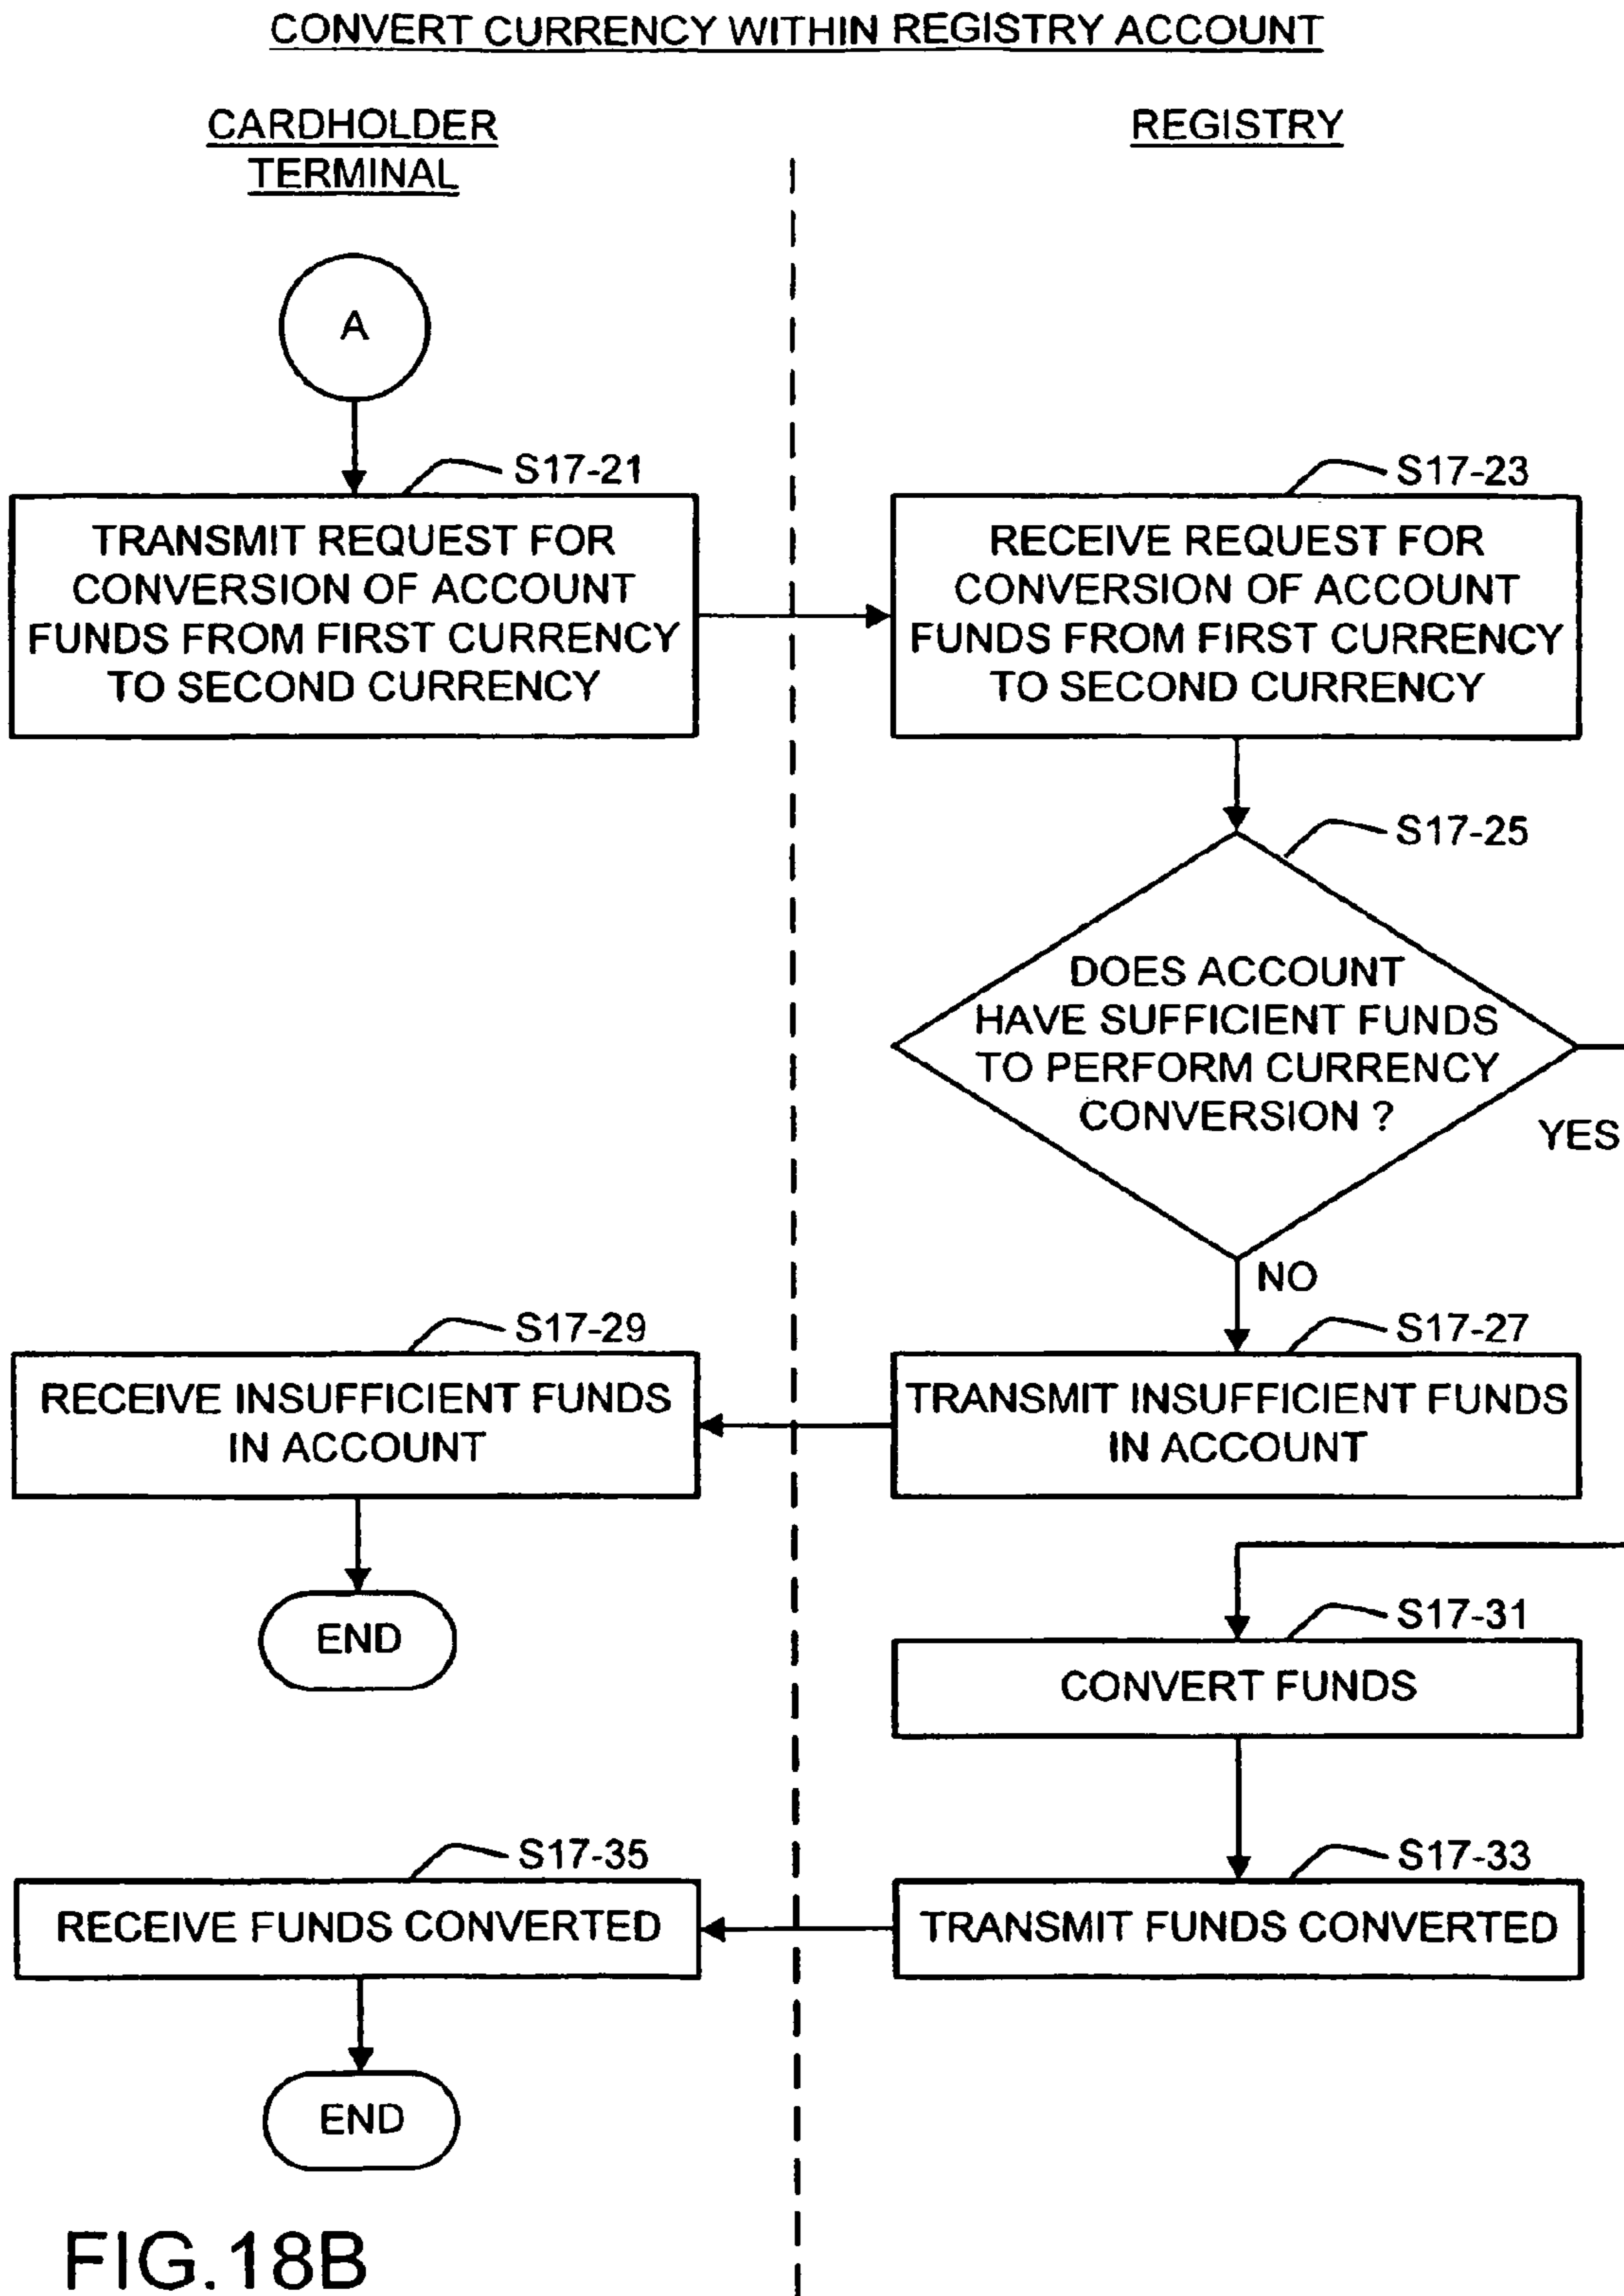 CONVERT CURRENCY WITHIN REGISTRY ACCOUNT
CARDHOLDER
TERMINAL
REGISTRY
A
S17-21
TRANSMIT REQUEST FOR
CONVERSION OF ACCOUNT
FUNDS FROM FIRST CURRENCY
TO SECOND CURRENCY
S17-23
RECEIVE REQUEST FOR
CONVERSION OF ACCOUNT
FUNDS FROM FIRST CURRENCY
TO SECOND CURRENCY
S17-25
DOES ACCOUNT
HAVE SUFFICIENT FUNDS
TO PERFORM CURRENCY
CONVERSION ?
YES
NO
S17-27
TRANSMIT INSUFFICIENT FUNDS
IN ACCOUNT
S17-29
RECEIVE INSUFFICIENT FUNDS
IN ACCOUNT
END
S17-31
CONVERT FUNDS
S17-33
TRANSMIT FUNDS CONVERTED
S17-35
RECEIVE FUNDS CONVERTED
END
FIG.18B